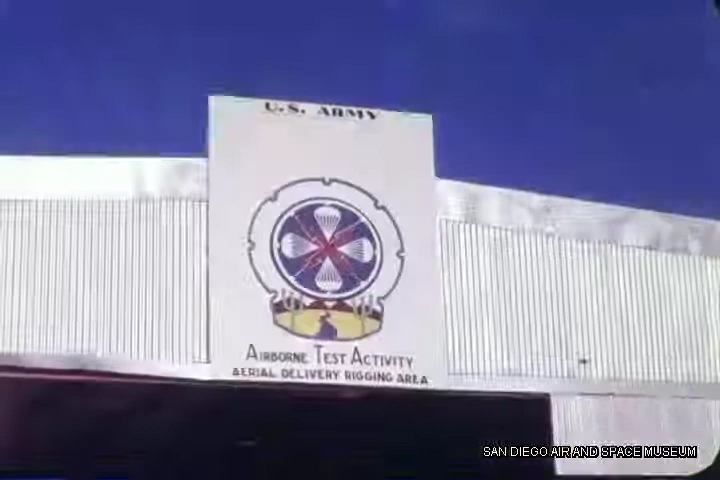 U.S. ARMY
AIRBORNE TEST ACTIVITY
AERIAL DELIVERY RIGGING AREA
SAN DIEGO AIR AND SPACE MUSEUM